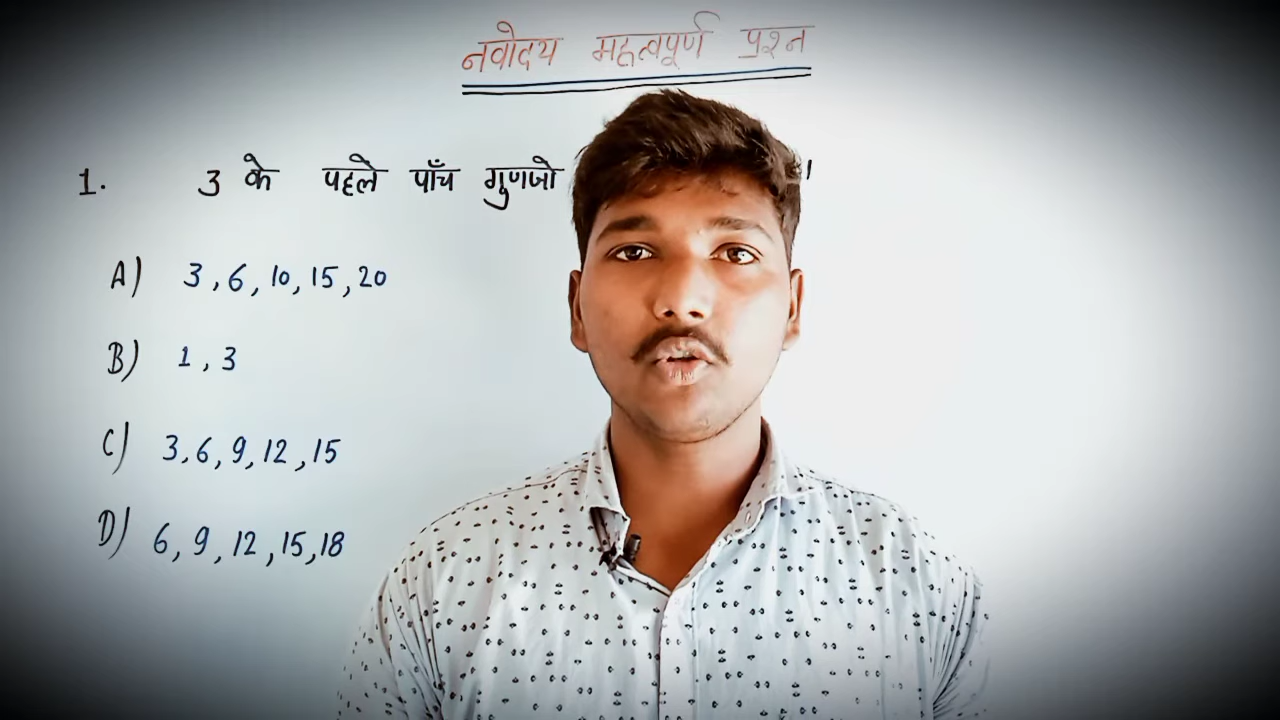 नवोदय महत्वपूर्ण प्रश्न
1. 3 के पहले पाँच गुणजो
A) 3, 6, 10, 15, 20
B) 1, 3
C) 3, 6, 9, 12, 15
D) 6, 9, 12, 15, 18